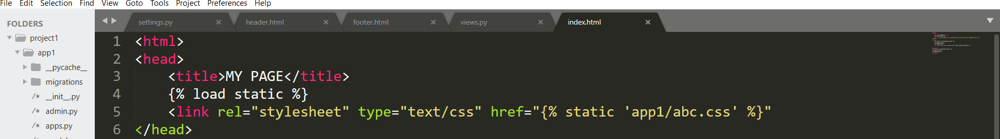 File Edit Selection Find View Goto Tools Project Preferences Help
FOLDERS
project1
app1
__pycache__
migrations
/* __init__.py
/* admin.py
/* apps.py
settings.py × header.html × footer.html × views.py × index.html ×
1 <html>
2 <head>
3 <title>MY PAGE</title>
4 {% load static %}
5 <link rel="stylesheet" type="text/css" href="{% static 'app1/abc.css' %}"
6 </head>